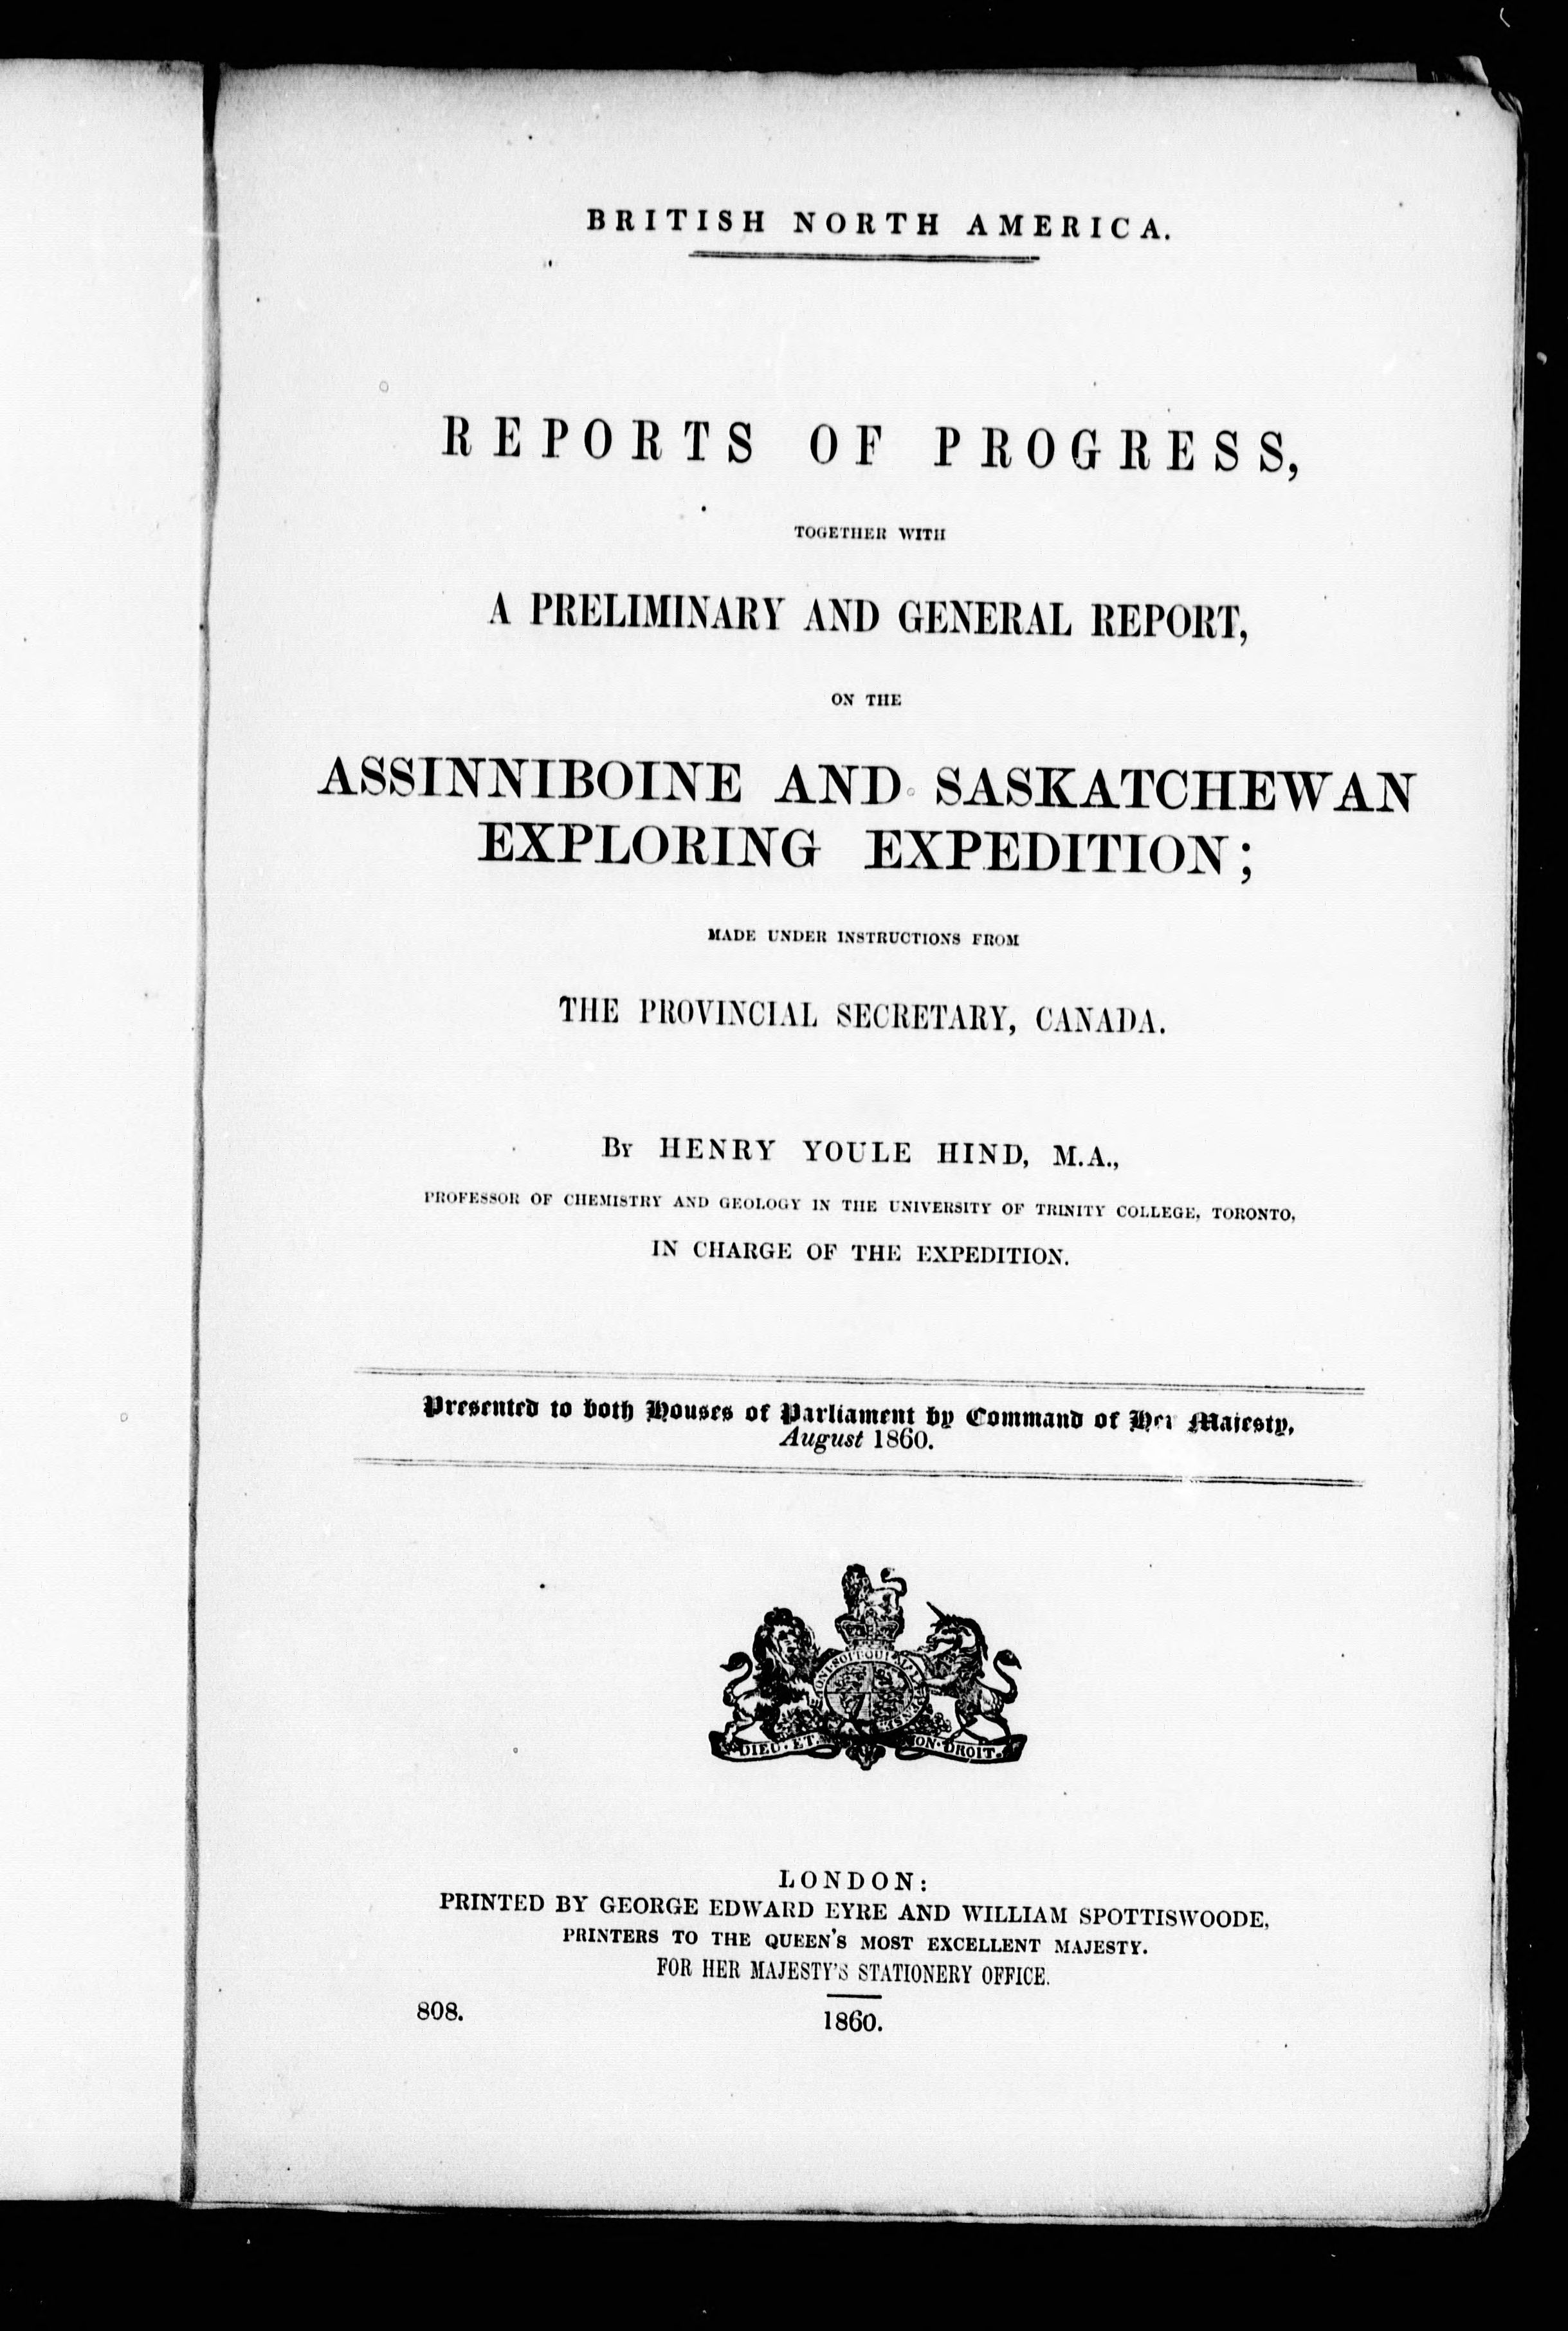 BRITISH NORTH AMERICA.
REPORTS OF PROGRESS,
TOGETHER WITH
A PRELIMINARY AND GENERAL REPORT,
ON THE
ASSINNIBOINE AND SASKATCHEWAN
EXPLORING EXPEDITION;
MADE UNDER INSTRUCTIONS FROM
THE PROVINCIAL SECRETARY, CANADA.
By HENRY YOULE HIND, M.A.,
PROFESSOR OF CHEMISTRY AND GEOLOGY IN THE UNIVERSITY OF TRINITY COLLEGE, TORONTO,
IN CHARGE OF THE EXPEDITION.
Presented to both Houses of Parliament by Command of Her Majesty,
August 1860.
DIEU·ET· ON·DROIT·
LONDON:
PRINTED BY GEORGE EDWARD EYRE AND WILLIAM SPOTTISWOODE,
PRINTERS TO THE QUEEN'S MOST EXCELLENT MAJESTY.
FOR HER MAJESTY'S STATIONERY OFFICE.
808.
1860.